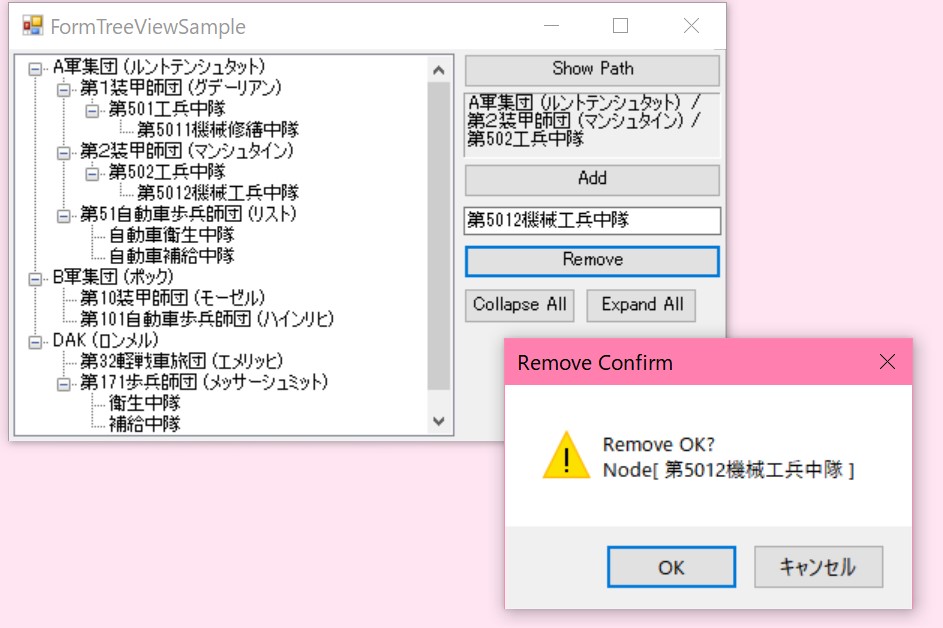 FormTreeViewSample
A軍集団 (ルントテンシュタット)
第1装甲師団 (グデーリアン)
第501工兵中隊
第5011機械修繕中隊
第2装甲師団 (マンシュタイン)
第502工兵中隊
第5012機械工兵中隊
第51自動車歩兵師団 (リスト)
自動車衛生中隊
自動車補給中隊
B軍集団 (ボック)
第10装甲師団 (モーゼル)
第101自動車歩兵師団 (ハインリヒ)
DAK (ロンメル)
第32軽戦車旅団 (エメリッヒ)
第171歩兵師団 (メッサーシュミット)
衛生中隊
補給中隊
Show Path
A軍集団 (ルントテンシュタット) /
第2装甲師団 (マンシュタイン) /
第502工兵中隊
Add
第5012機械工兵中隊
Remove
Collapse All
Expand All
Remove Confirm
Remove OK?
Node[ 第5012機械工兵中隊 ]
OK
キャンセル